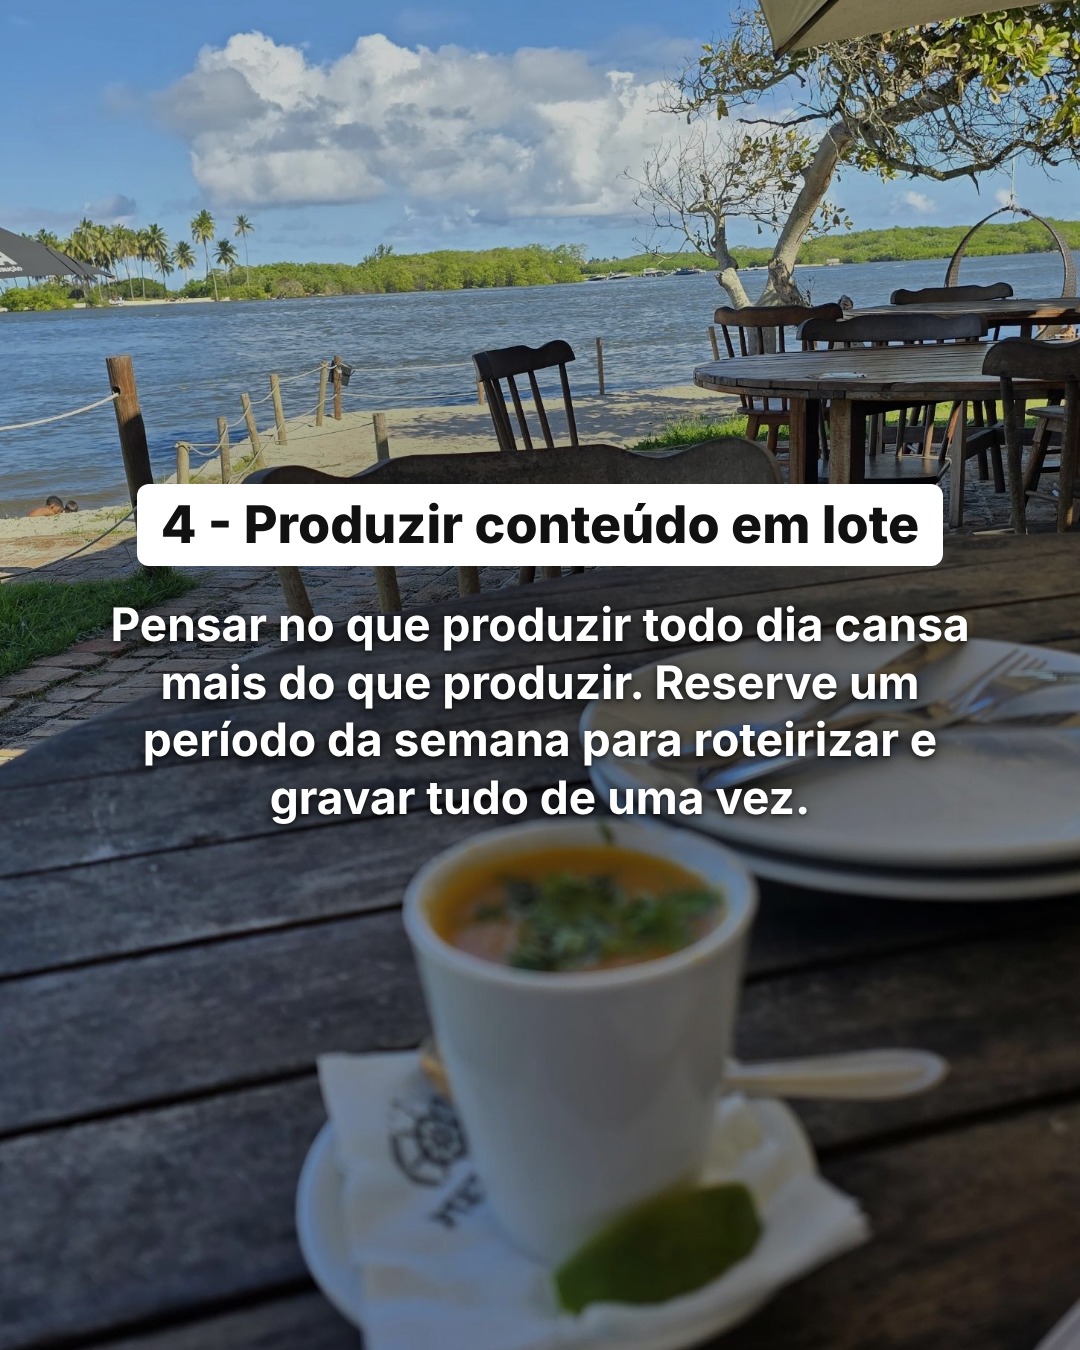 4 - Produzir conteúdo em lote
Pensar no que produzir todo dia cansa
mais do que produzir. Reserve um
período da semana para roteirizar e
gravar tudo de uma vez.